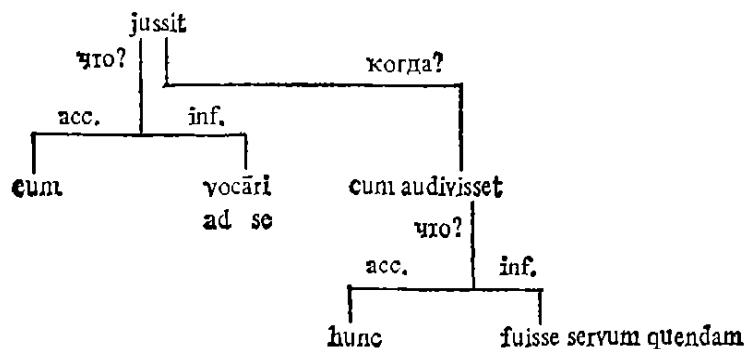 jussit
что? когда?
acc. inf.
eum vocāri cum audivisset
ad se что?
acc. inf.
hunc fuisse servum quendam